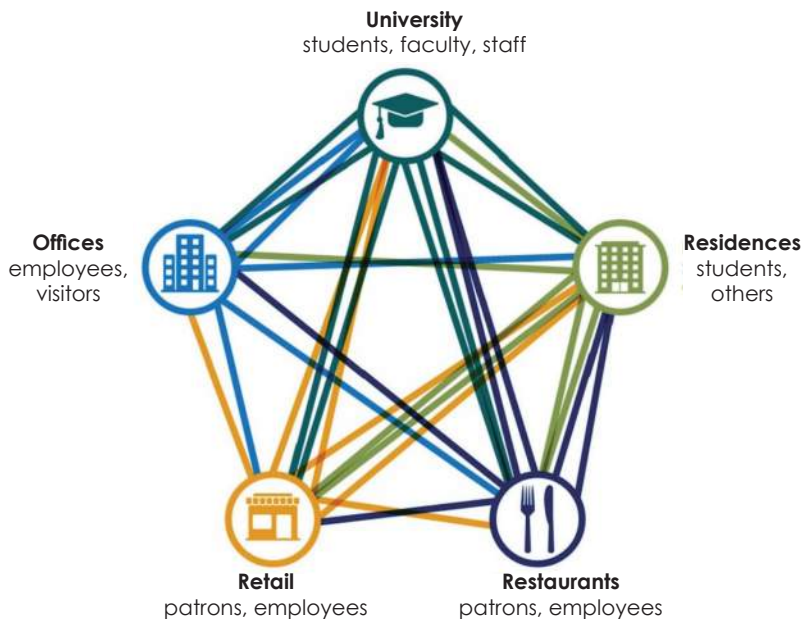 University
students, faculty, staff
Offices
employees,
visitors
Residences
students,
others
Retail
patrons, employees
Restaurants
patrons, employees